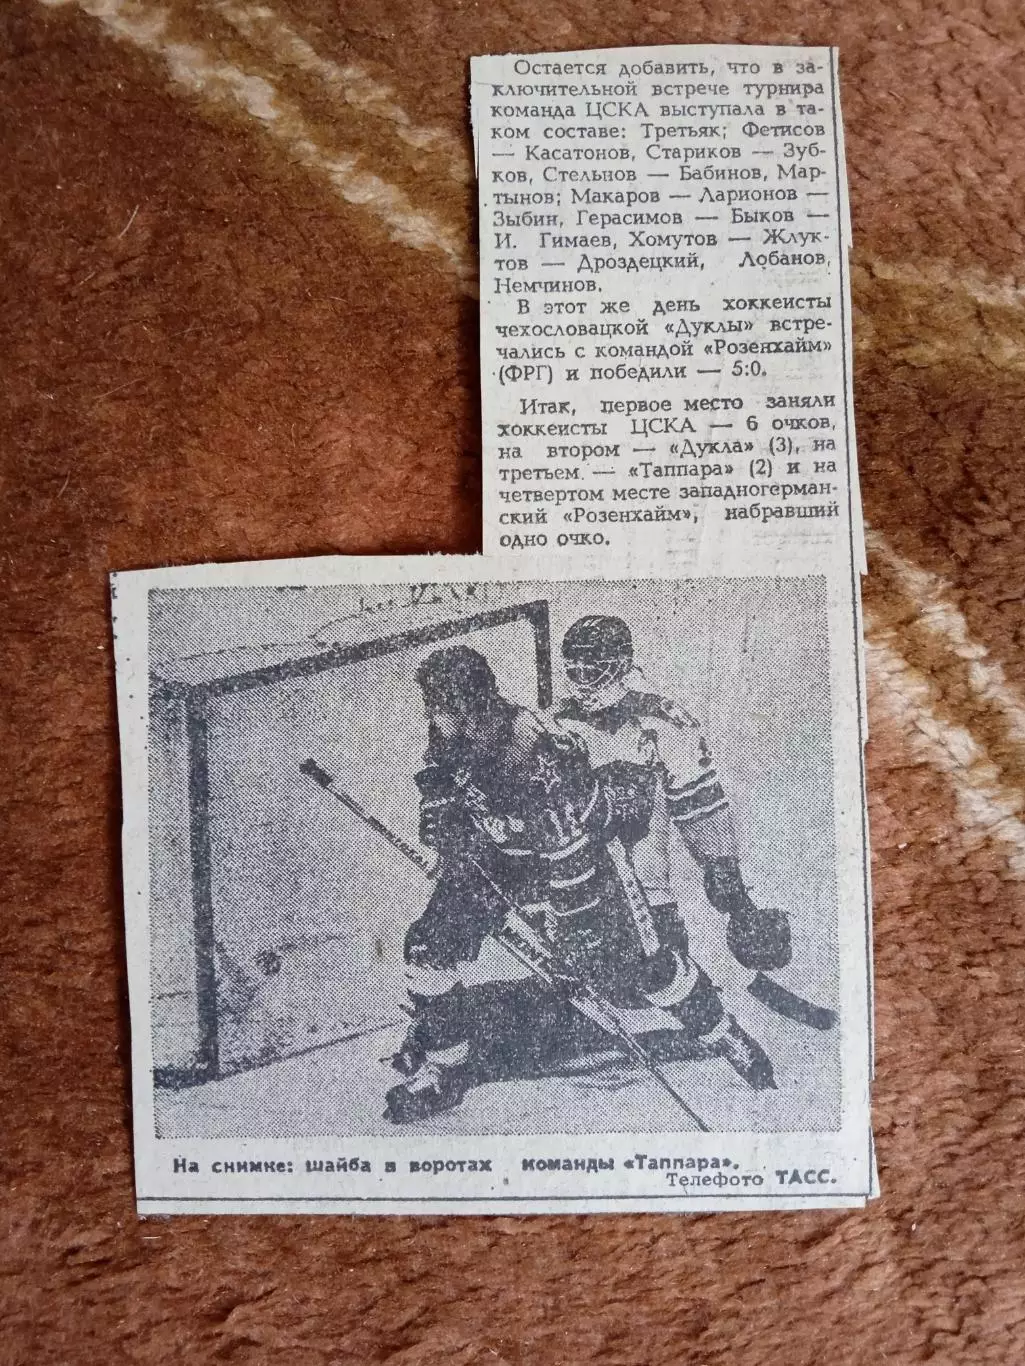 Остается добавить, что в за-
ключительной встрече турнира
команда ЦСКА выступала в та-
ком составе: Третьяк; Фетисов
— Касатонов, Стариков — Зуб-
ков, Стельнов — Бабинов, Мар-
тынов; Макаров — Ларионов —
Зыбин, Герасимов — Быков —
И. Гимаев, Хомутов — Жлук-
тов — Дроздецкий, Лобанов,
Немчинов.
В этот же день хоккеисты
чехословацкой «Дуклы» встре-
чались с командой «Розенхайм»
(ФРГ) и победили — 5:0.
Итак, первое место заняли
хоккеисты ЦСКА — 6 очков,
на втором — «Дукла» (3), на
третьем — «Таппара» (2) и на
четвертом месте западногерман-
ский «Розенхайм», набравший
одно очко.
На снимке: шайба в воротах команды «Таппара».
Телефото ТАСС.